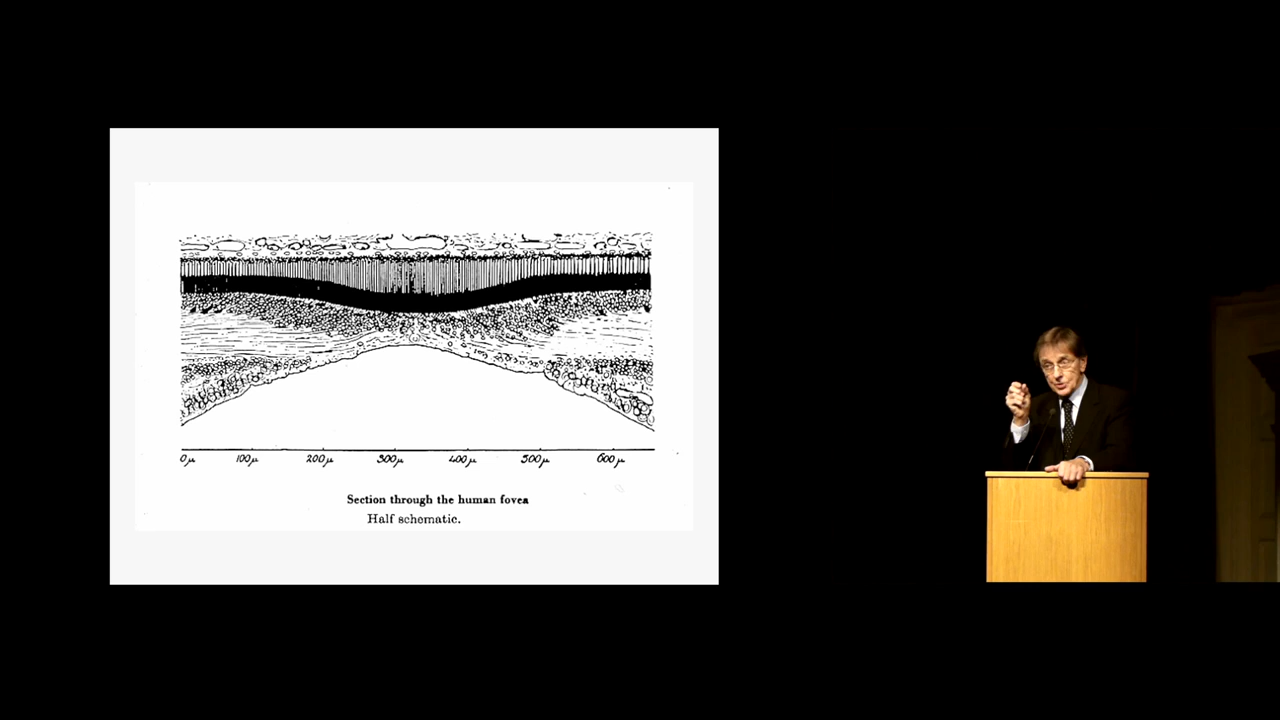 0μ 100μ 200μ 300μ 400μ 500μ 600μ
Section through the human fovea
Half schematic.